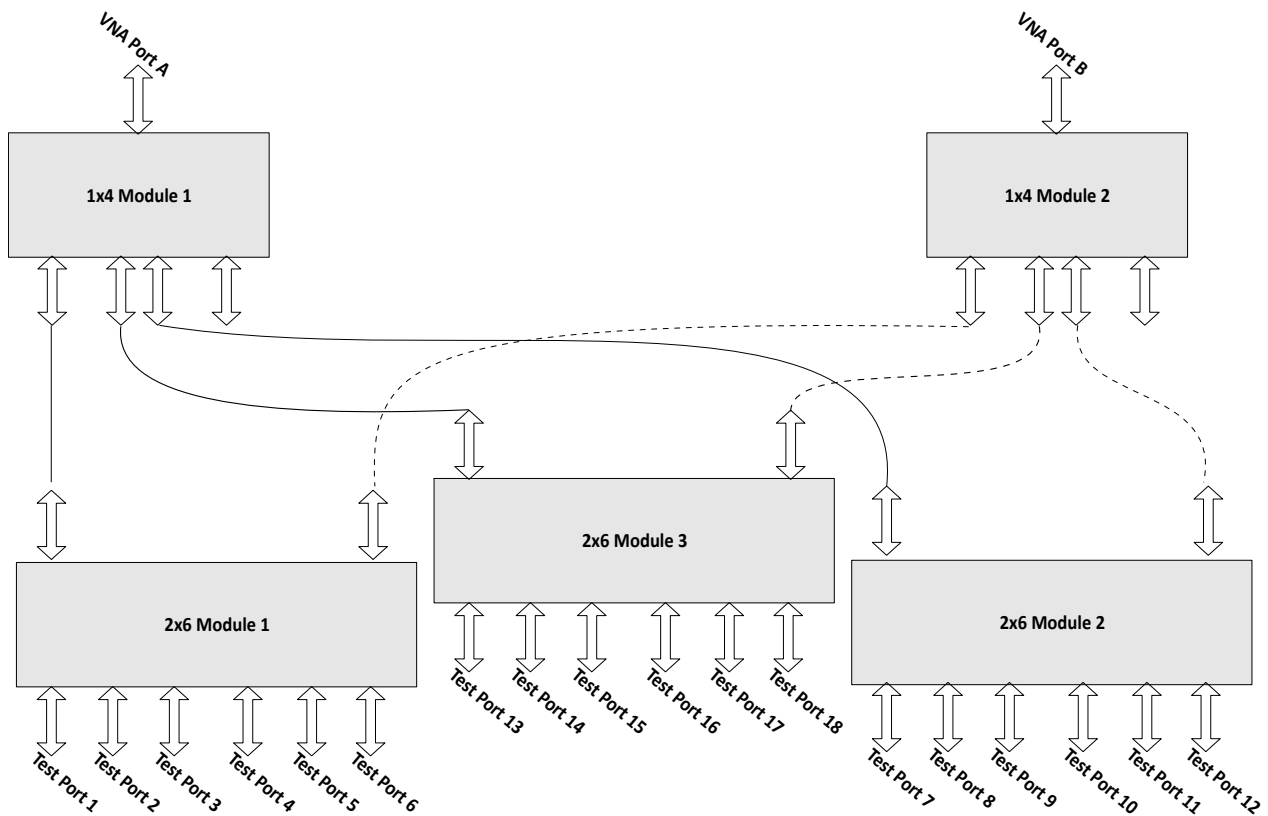 VNA Port A
VNA Port B
1x4 Module 1
1x4 Module 2
2x6 Module 3
2x6 Module 1
2x6 Module 2
Test Port 13
Test Port 14
Test Port 15
Test Port 16
Test Port 17
Test Port 18
Test Port 1
Test Port 2
Test Port 3
Test Port 4
Test Port 5
Test Port 6
Test Port 7
Test Port 8
Test Port 9
Test Port 10
Test Port 11
Test Port 12